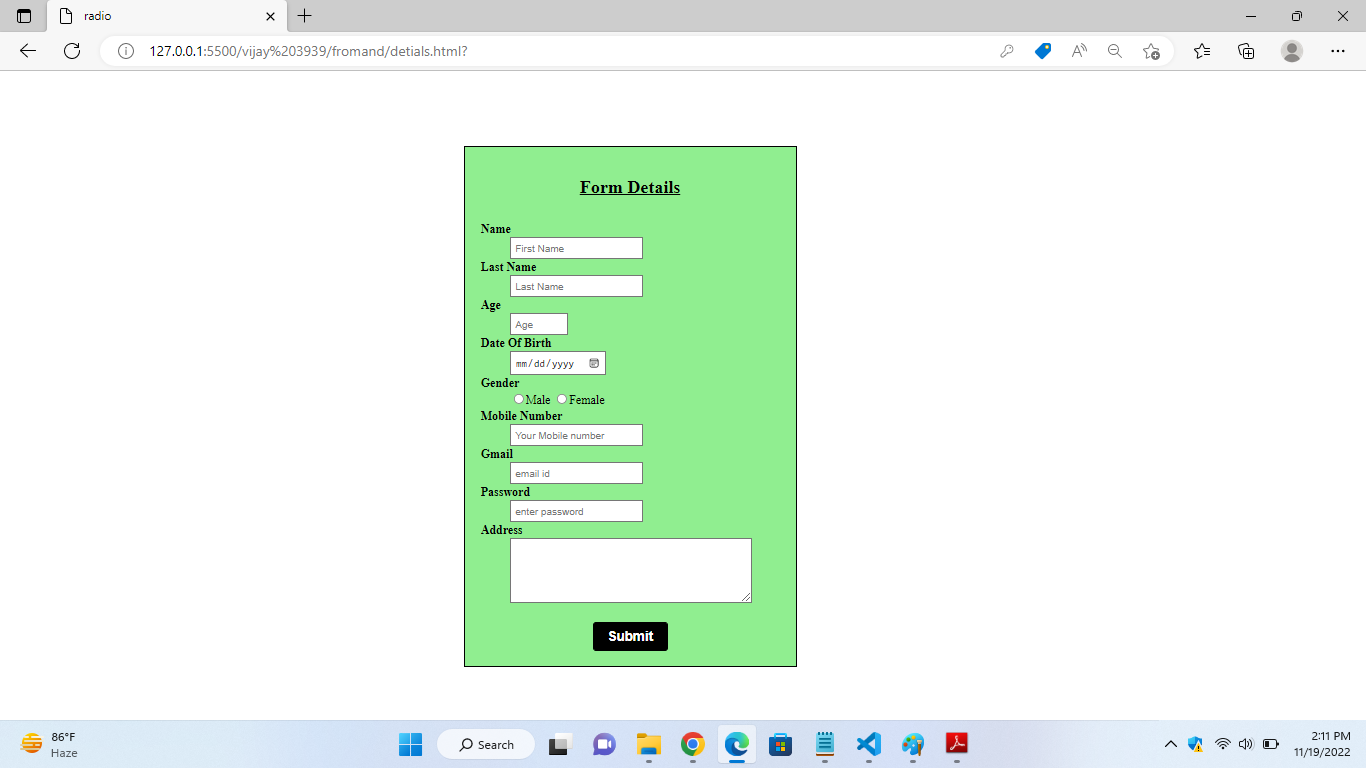 radio
127.0.0.1:5500/vijay%203939/fromand/detials.html?
Form Details
Name
First Name
Last Name
Last Name
Age
Age
Date Of Birth
mm/dd/yyyy
Gender
Male Female
Mobile Number
Your Mobile number
Gmail
email id
Password
enter password
Address
Submit
86°F
Haze
Search
2:11 PM
11/19/2022